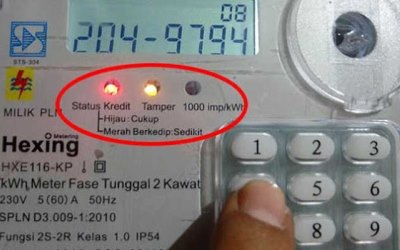 08
204-9794
STS-304
MILIK PLN
Status Kredit Tamper 1000 imp/kWh
Hijau : Cukup
Merah Berkedip : Sedikit
Hexing
Metering
HXE116-KP
kWh Meter Fase Tunggal 2 Kawat
230V 5 (60) A 50Hz
SPLN D3.009-1:2010
Fungsi 2S-2R Kelas 1.0 IP54
1 2 3
5 6
8 9